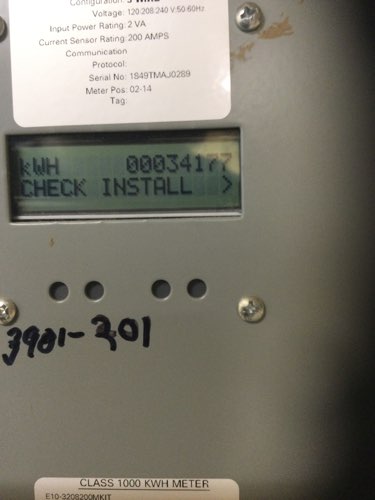 Configuration: 3 WIRE
Voltage: 120.208.240 V:50-60Hz
Input Power Rating: 2 VA
Current Sensor Rating: 200 AMPS
Communication
Protocol:
Serial No: 1S49TMAJ0289
Meter Pos: 02-14
Tag:
kWH 00034177
CHECK INSTALL >
3901-201
CLASS 1000 KWH METER
E10-3208200MKIT